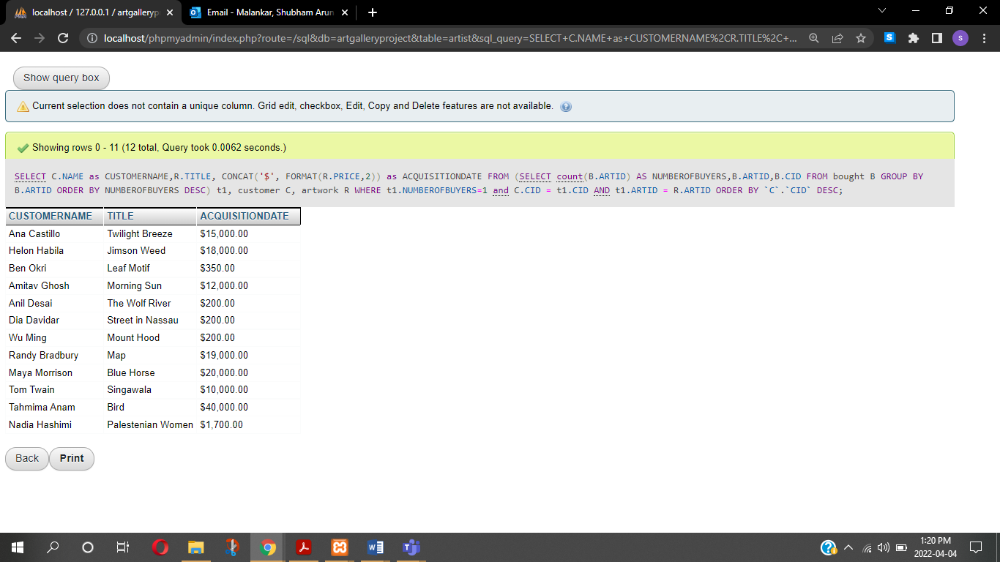 localhost / 127.0.0.1 / artgalleryp
Email - Malankar, Shubham Arun
localhost/phpmyadmin/index.php?route=/sql&db=artgalleryproject&table=artist&sql_query=SELECT+C.NAME+as+CUSTOMERNAME%2CR.TITLE%2C+...
S
s
Show query box
Current selection does not contain a unique column. Grid edit, checkbox, Edit, Copy and Delete features are not available.
Showing rows 0 - 11 (12 total, Query took 0.0062 seconds.)
SELECT C.NAME as CUSTOMERNAME,R.TITLE, CONCAT('$', FORMAT(R.PRICE,2)) as ACQUISITIONDATE FROM (SELECT count(B.ARTID) AS NUMBEROFBUYERS,B.ARTID,B.CID FROM bought B GROUP BY
B.ARTID ORDER BY NUMBEROFBUYERS DESC) t1, customer C, artwork R WHERE t1.NUMBEROFBUYERS=1 and C.CID = t1.CID AND t1.ARTID = R.ARTID ORDER BY `C`.`CID` DESC;
CUSTOMERNAME TITLE ACQUISITIONDATE
Ana Castillo Twilight Breeze $15,000.00
Helon Habila Jimson Weed $18,000.00
Ben Okri Leaf Motif $350.00
Amitav Ghosh Morning Sun $12,000.00
Anil Desai The Wolf River $200.00
Dia Davidar Street in Nassau $200.00
Wu Ming Mount Hood $200.00
Randy Bradbury Map $19,000.00
Maya Morrison Blue Horse $20,000.00
Tom Twain Singawala $10,000.00
Tahmima Anam Bird $40,000.00
Nadia Hashimi Palestenian Women $1,700.00
Back Print
1:20 PM
2022-04-04